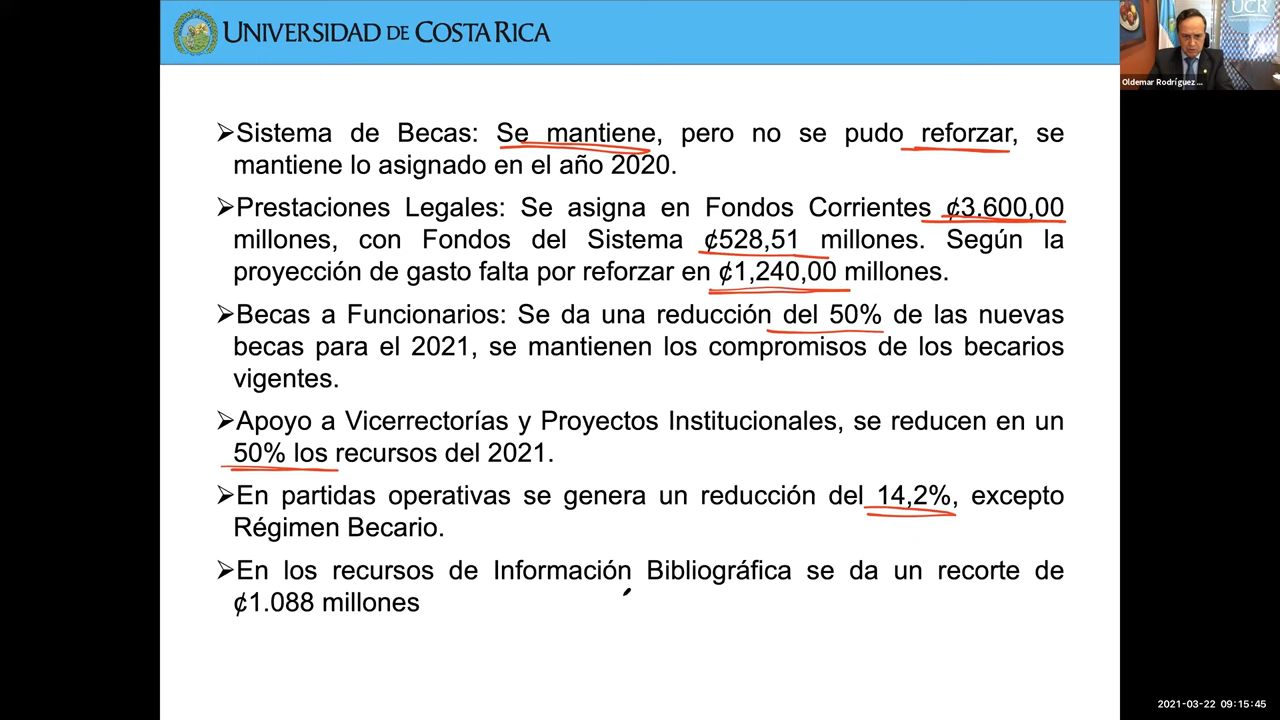 UNIVERSIDAD DE COSTA RICA
UCR
Oldemar Rodríguez ...
➢Sistema de Becas: Se mantiene, pero no se pudo reforzar, se
mantiene lo asignado en el año 2020.
➢Prestaciones Legales: Se asigna en Fondos Corrientes ₡3.600,00
millones, con Fondos del Sistema ₡528,51 millones. Según la
proyección de gasto falta por reforzar en ₡1,240,00 millones.
➢Becas a Funcionarios: Se da una reducción del 50% de las nuevas
becas para el 2021, se mantienen los compromisos de los becarios
vigentes.
➢Apoyo a Vicerrectorías y Proyectos Institucionales, se reducen en un
50% los recursos del 2021.
➢En partidas operativas se genera un reducción del 14,2%, excepto
Régimen Becario.
➢En los recursos de Información Bibliográfica se da un recorte de
₡1.088 millones
2021-03-22 09:15:45